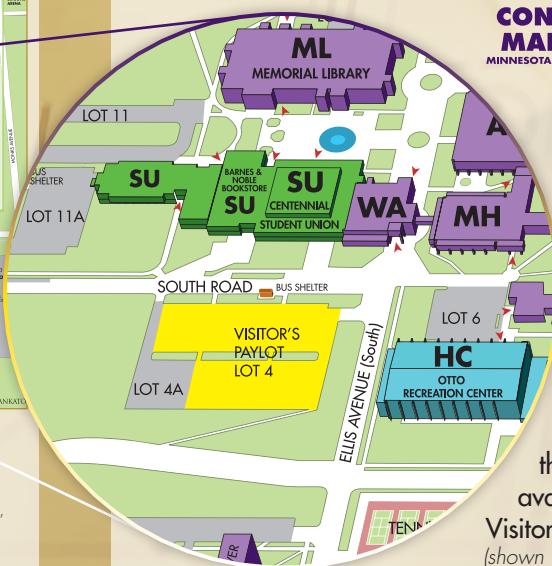 CON
MA
MINNESOTA
ML
MEMORIAL LIBRARY
LOT 11
BUS
SHELTER
LOT 11A
SU
BARNES &
NOBLE
BOOKSTORE
SU
SU
CENTENNIAL
STUDENT UNION
WA
MH
A
SOUTH ROAD
BUS SHELTER
VISITOR'S
PAYLOT
LOT 4
LOT 4A
ELLIS AVENUE (South)
LOT 6
HC
OTTO
RECREATION CENTER
TENN
th
ava
Visitor
(shown